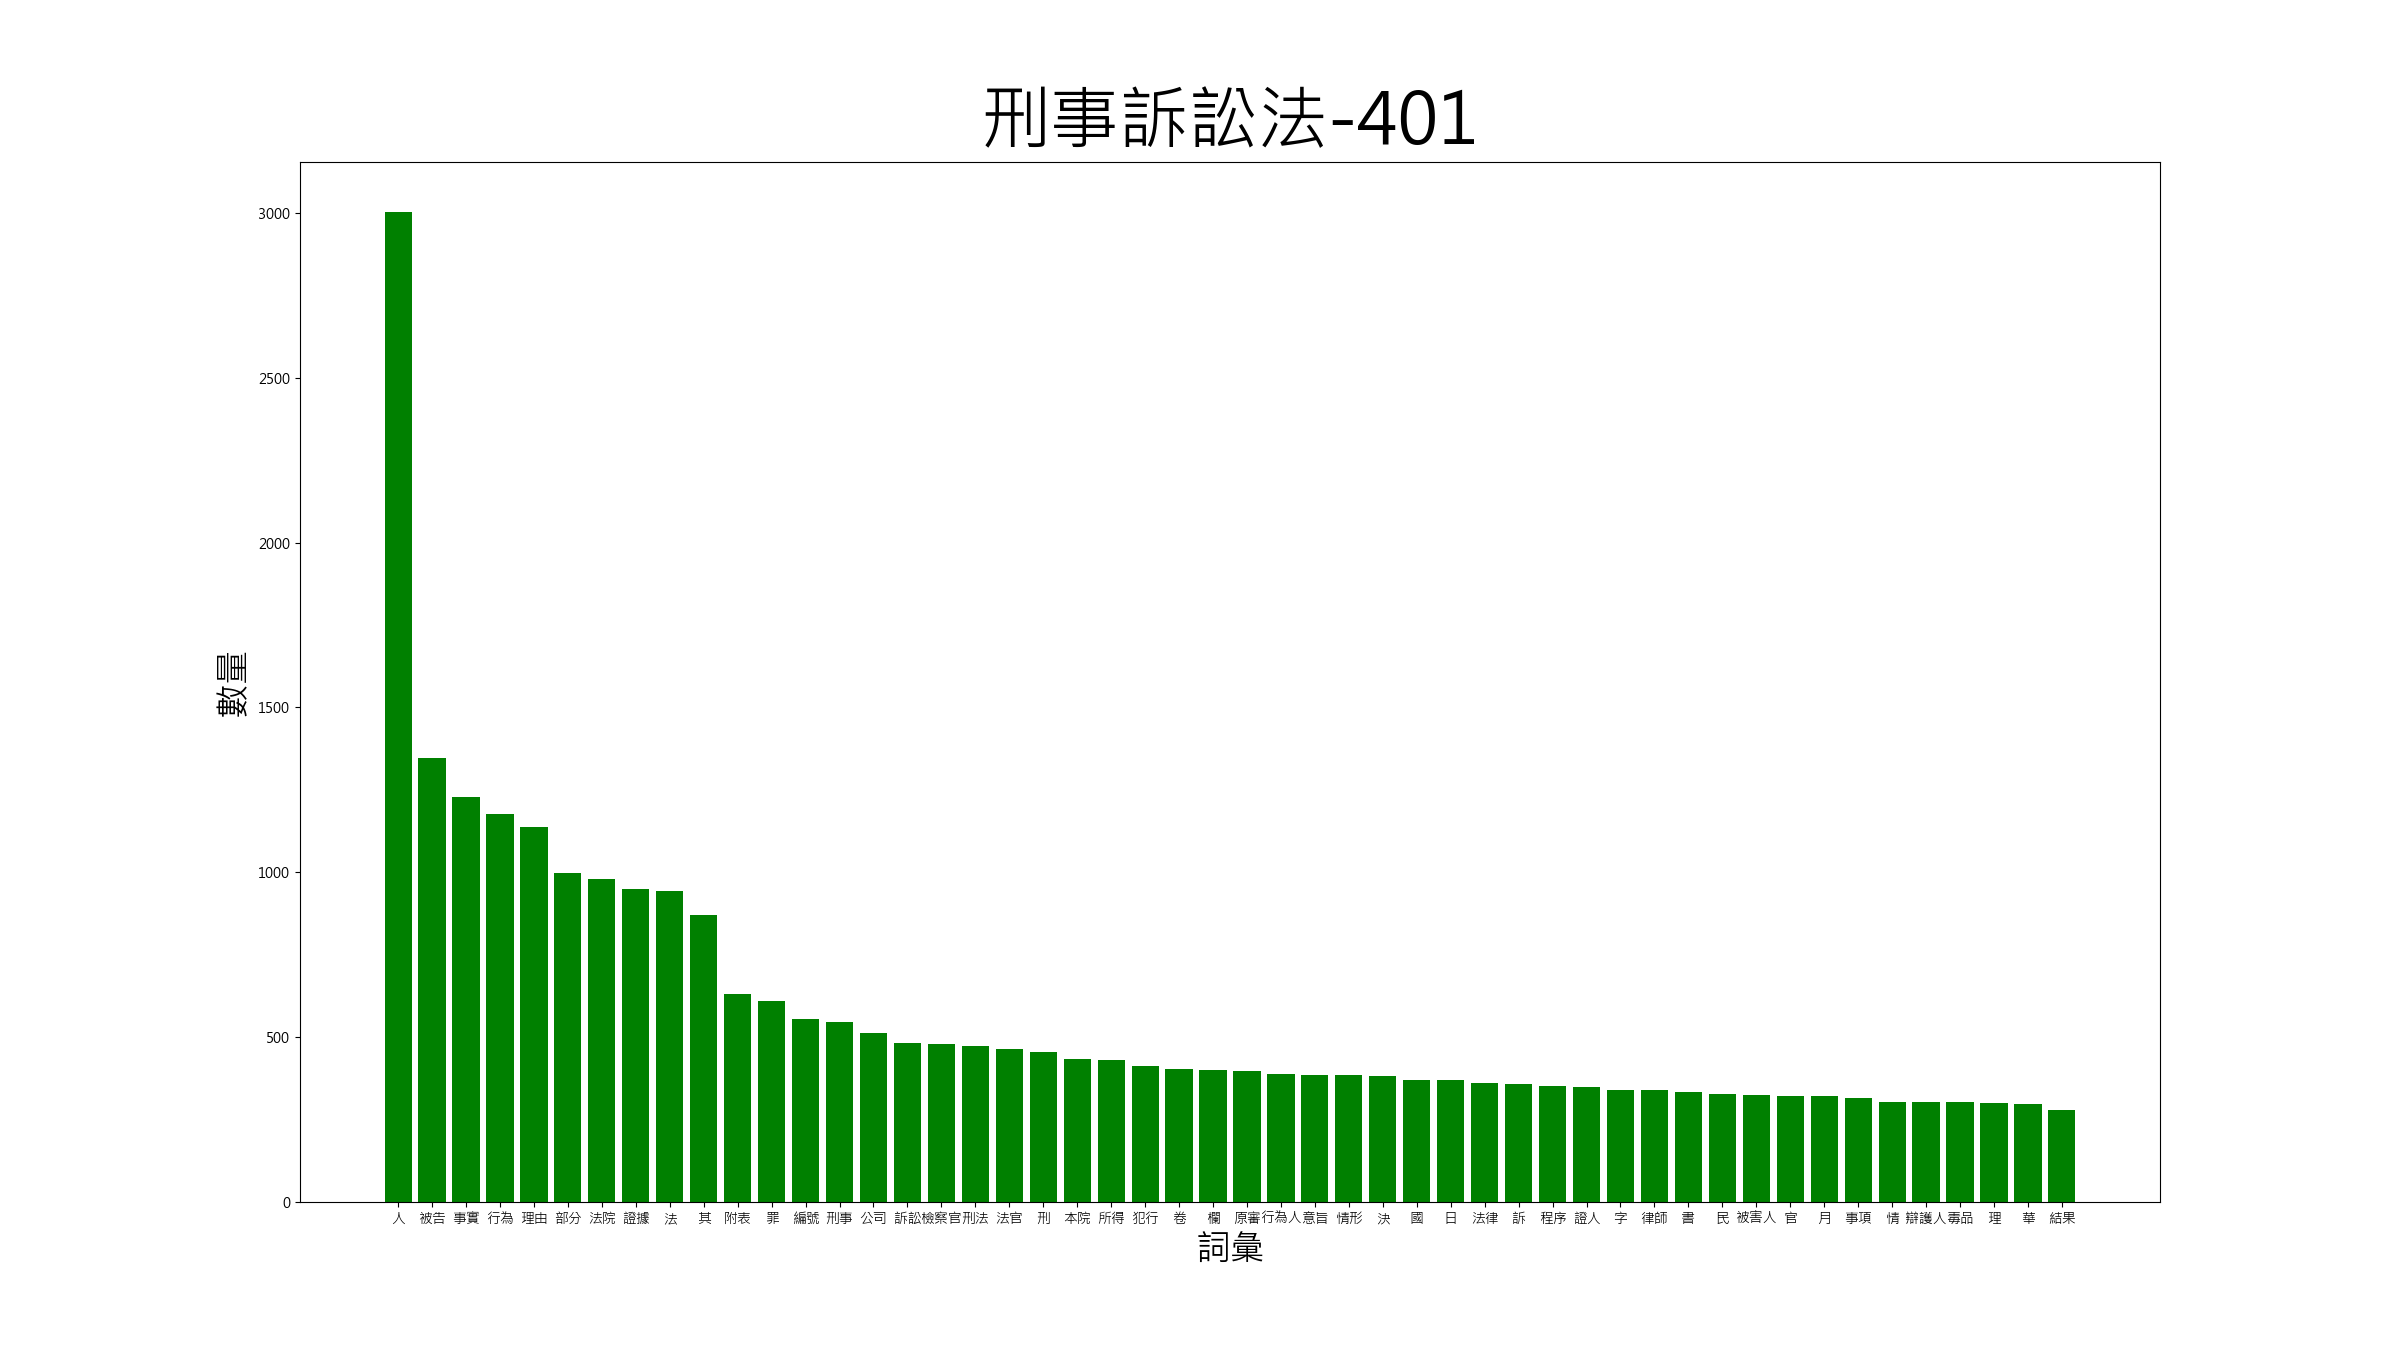 刑事訴訟法-401
數量
3000
2500
2000
1500
1000
500
0
人 被告 事實 行為 理由 部分 法院 證據 法 其 附表 罪 編號 刑事 公司 訴訟 檢察官 刑法 法官 刑 本院 所得 犯行 卷 欄 原審 行為人 意旨 情形 決 國 日 法律 訴 程序 證人 字 律師 書 民 被害人 官 月 事項 情 辯護人 毒品 理 華 結果
詞彙